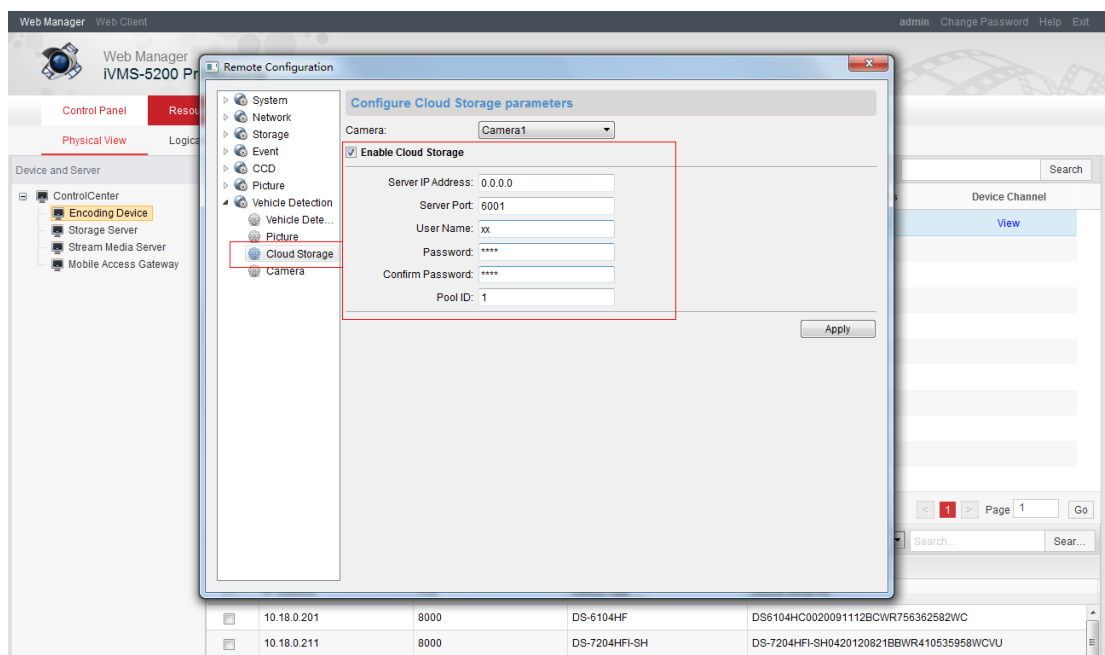 Web Manager Web Client admin Change Password Help Exit
Web Manager
iVMS-5200 Pr
Control Panel Resou
Physical View Logica
Device and Server
ControlCenter
Encoding Device
Storage Server
Stream Media Server
Mobile Access Gateway
Remote Configuration
System
Network
Storage
Event
CCD
Picture
Vehicle Detection
Vehicle Dete...
Picture
Cloud Storage
Camera
Configure Cloud Storage parameters
Camera: Camera1
Enable Cloud Storage
Server IP Address: 0.0.0.0
Server Port: 6001
User Name: xx
Password: ****
Confirm Password: ****
Pool ID: 1
Apply
Search
Device Channel
View
< 1 > Page 1 Go
Search... Sear...
10.18.0.201 8000 DS-6104HF DS6104HC0020091112BCWR756362582WC
10.18.0.211 8000 DS-7204HFI-SH DS-7204HFI-SH0420120821BBWR410535958WCVU